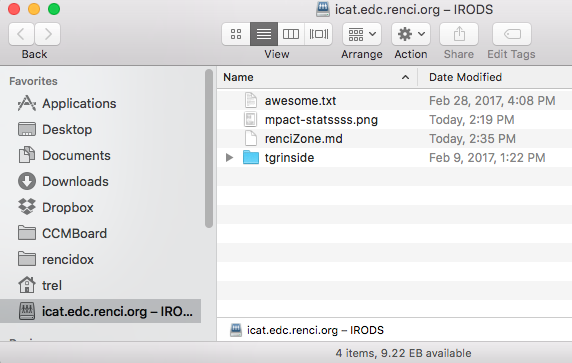 icat.edc.renci.org – IRODS
Back
View
Arrange
Action
Share
Edit Tags
Favorites
Applications
Desktop
Documents
Downloads
Dropbox
CCMBoard
rencidox
trel
icat.edc.renci.org – IRO...
Name
Date Modified
awesome.txt
Feb 28, 2017, 4:08 PM
mpact-statssss.png
Today, 2:19 PM
renciZone.md
Today, 2:35 PM
tgrinside
Feb 9, 2017, 1:22 PM
icat.edc.renci.org – IRODS
4 items, 9.22 EB available